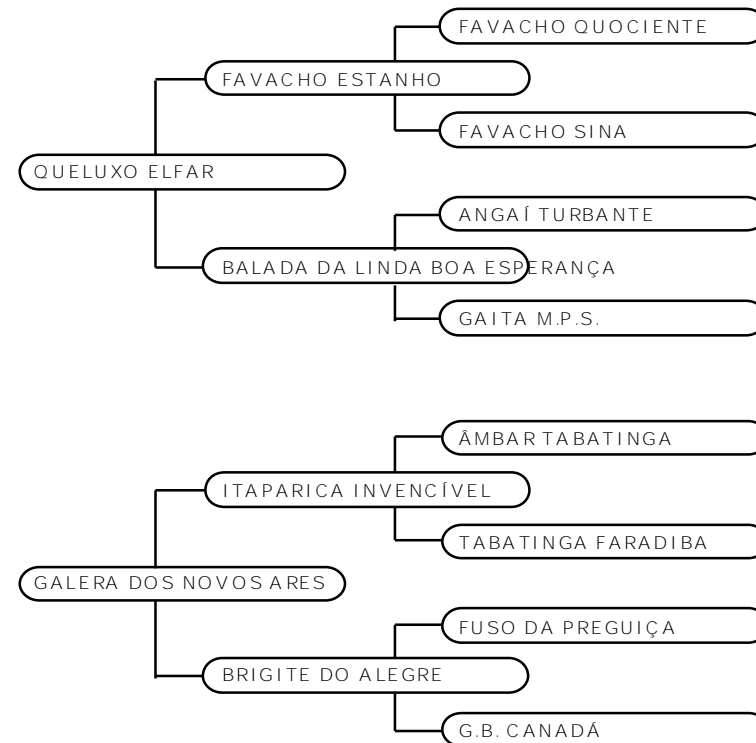 FAVACHO QUOCIENTE
FAVACHO ESTANHO
FAVACHO SINA
QUELUXO ELFAR
ANGAÍ TURBANTE
BALADA DA LINDA BOA ESPERANÇA
GAITA M.P.S.
ÂMBAR TABATINGA
ITAPARICA INVENCÍVEL
TABATINGA FARADIBA
GALERA DOS NOVOS ARES
FUSO DA PREGUIÇA
BRIGITE DO ALEGRE
G.B. CANADÁ